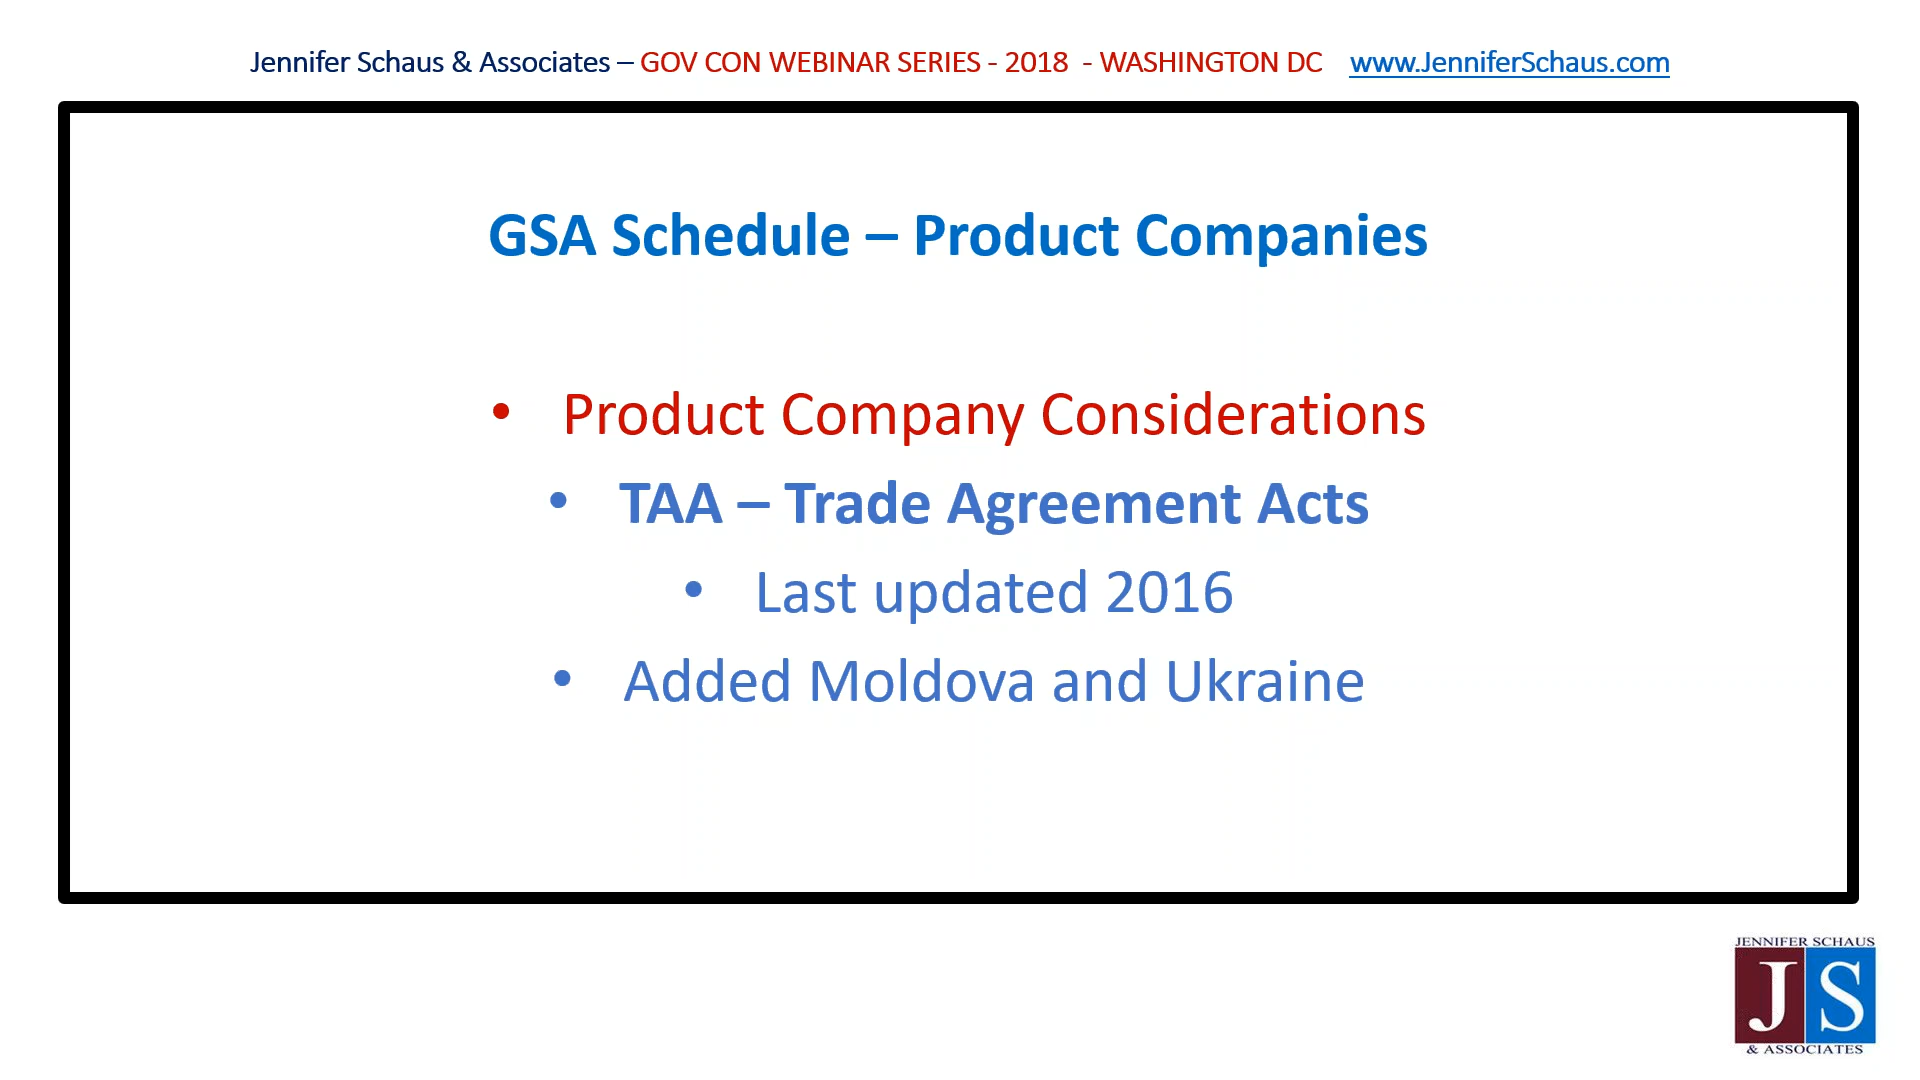 Jennifer Schaus & Associates – GOV CON WEBINAR SERIES - 2018 - WASHINGTON DC www.JenniferSchaus.com
GSA Schedule – Product Companies
• Product Company Considerations
• TAA – Trade Agreement Acts
• Last updated 2016
• Added Moldova and Ukraine
JENNIFER SCHAUS
JS
& ASSOCIATES